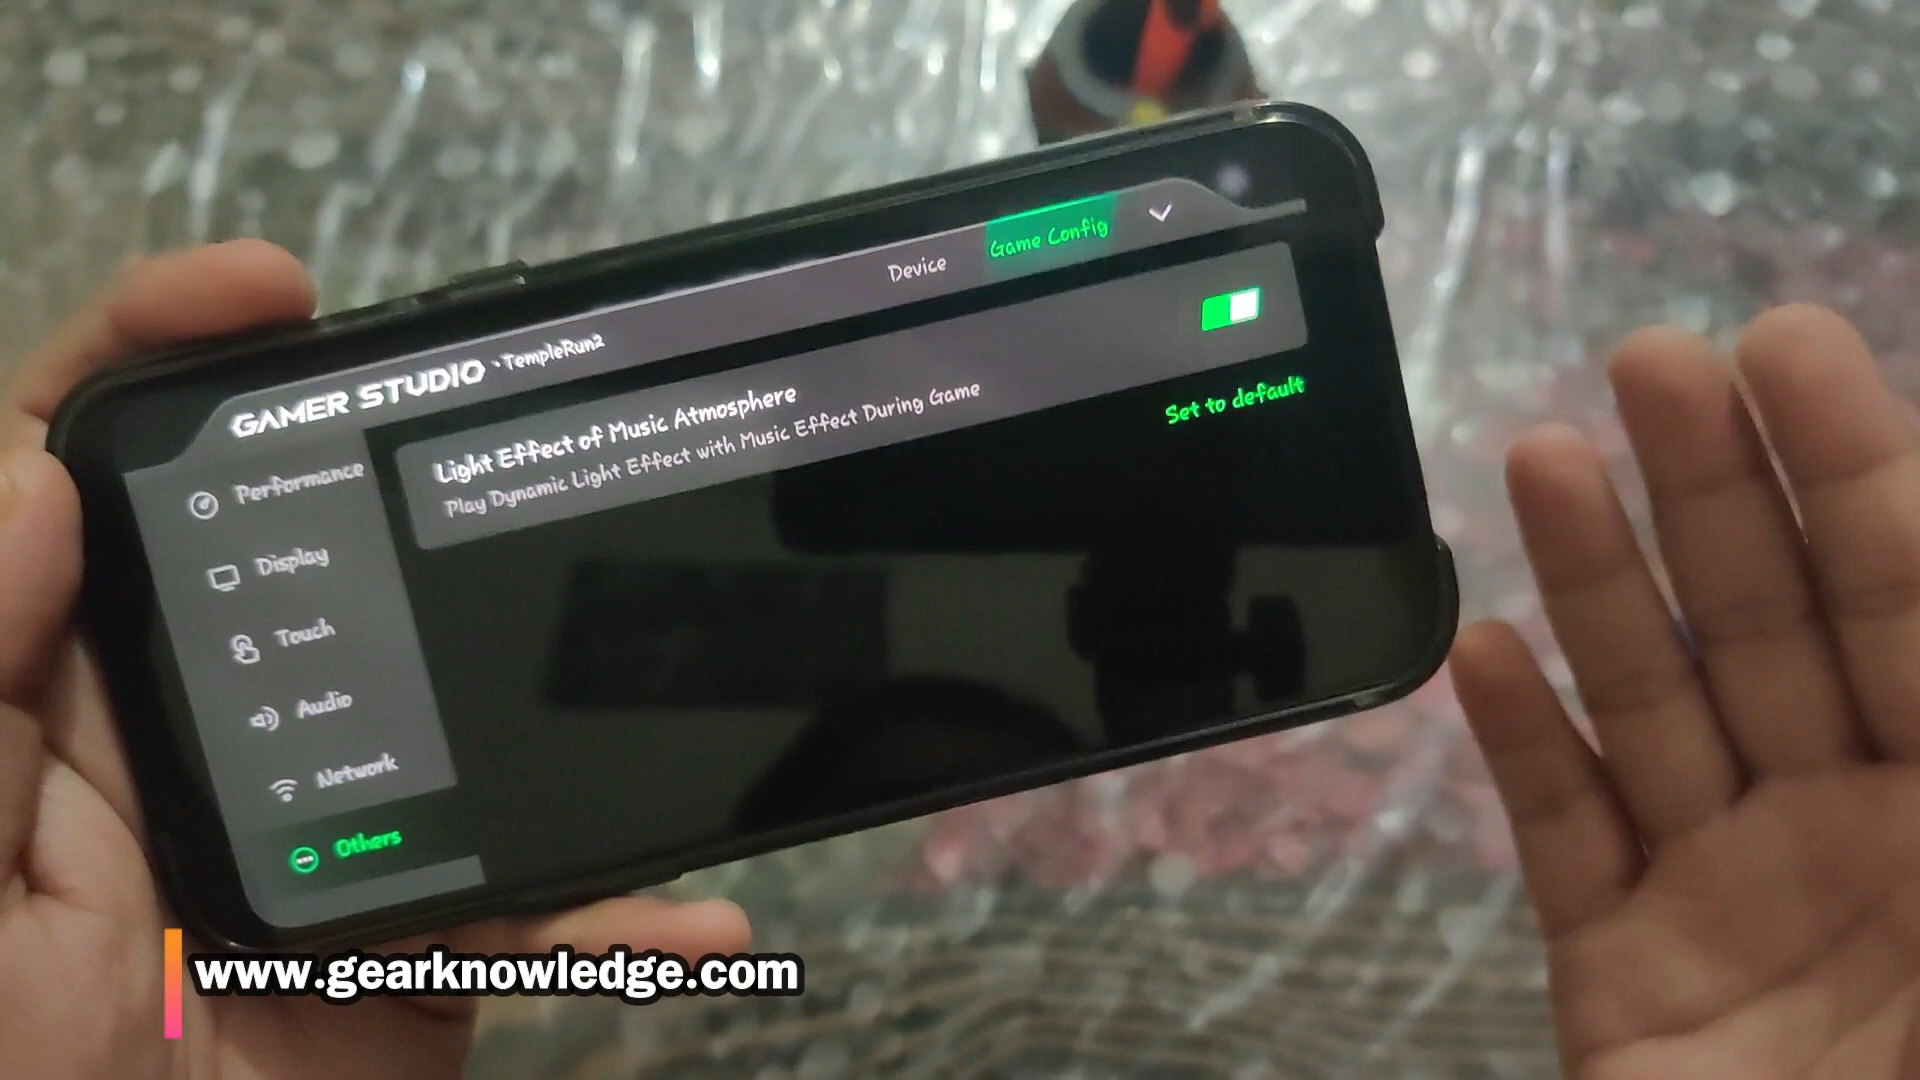 Game Config
Device
GAMER STUDIO · TempleRun2
Light Effect of Music Atmosphere
Play Dynamic Light Effect with Music Effect During Game
Set to default
Performance
Display
Touch
Audio
Network
Others
www.gearknowledge.com